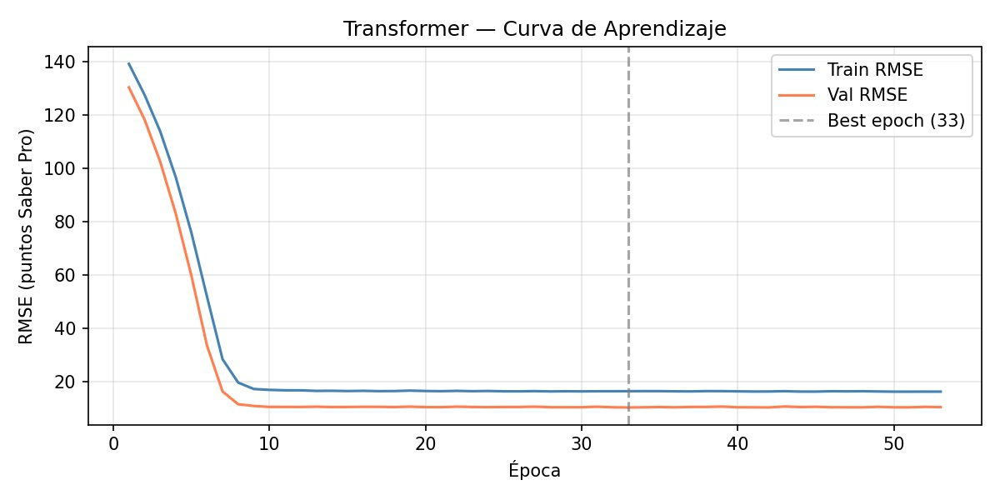 Transformer — Curva de Aprendizaje
Train RMSE
Val RMSE
Best epoch (33)
RMSE (puntos Saber Pro)
140
120
100
80
60
40
20
0 10 20 30 40 50
Época